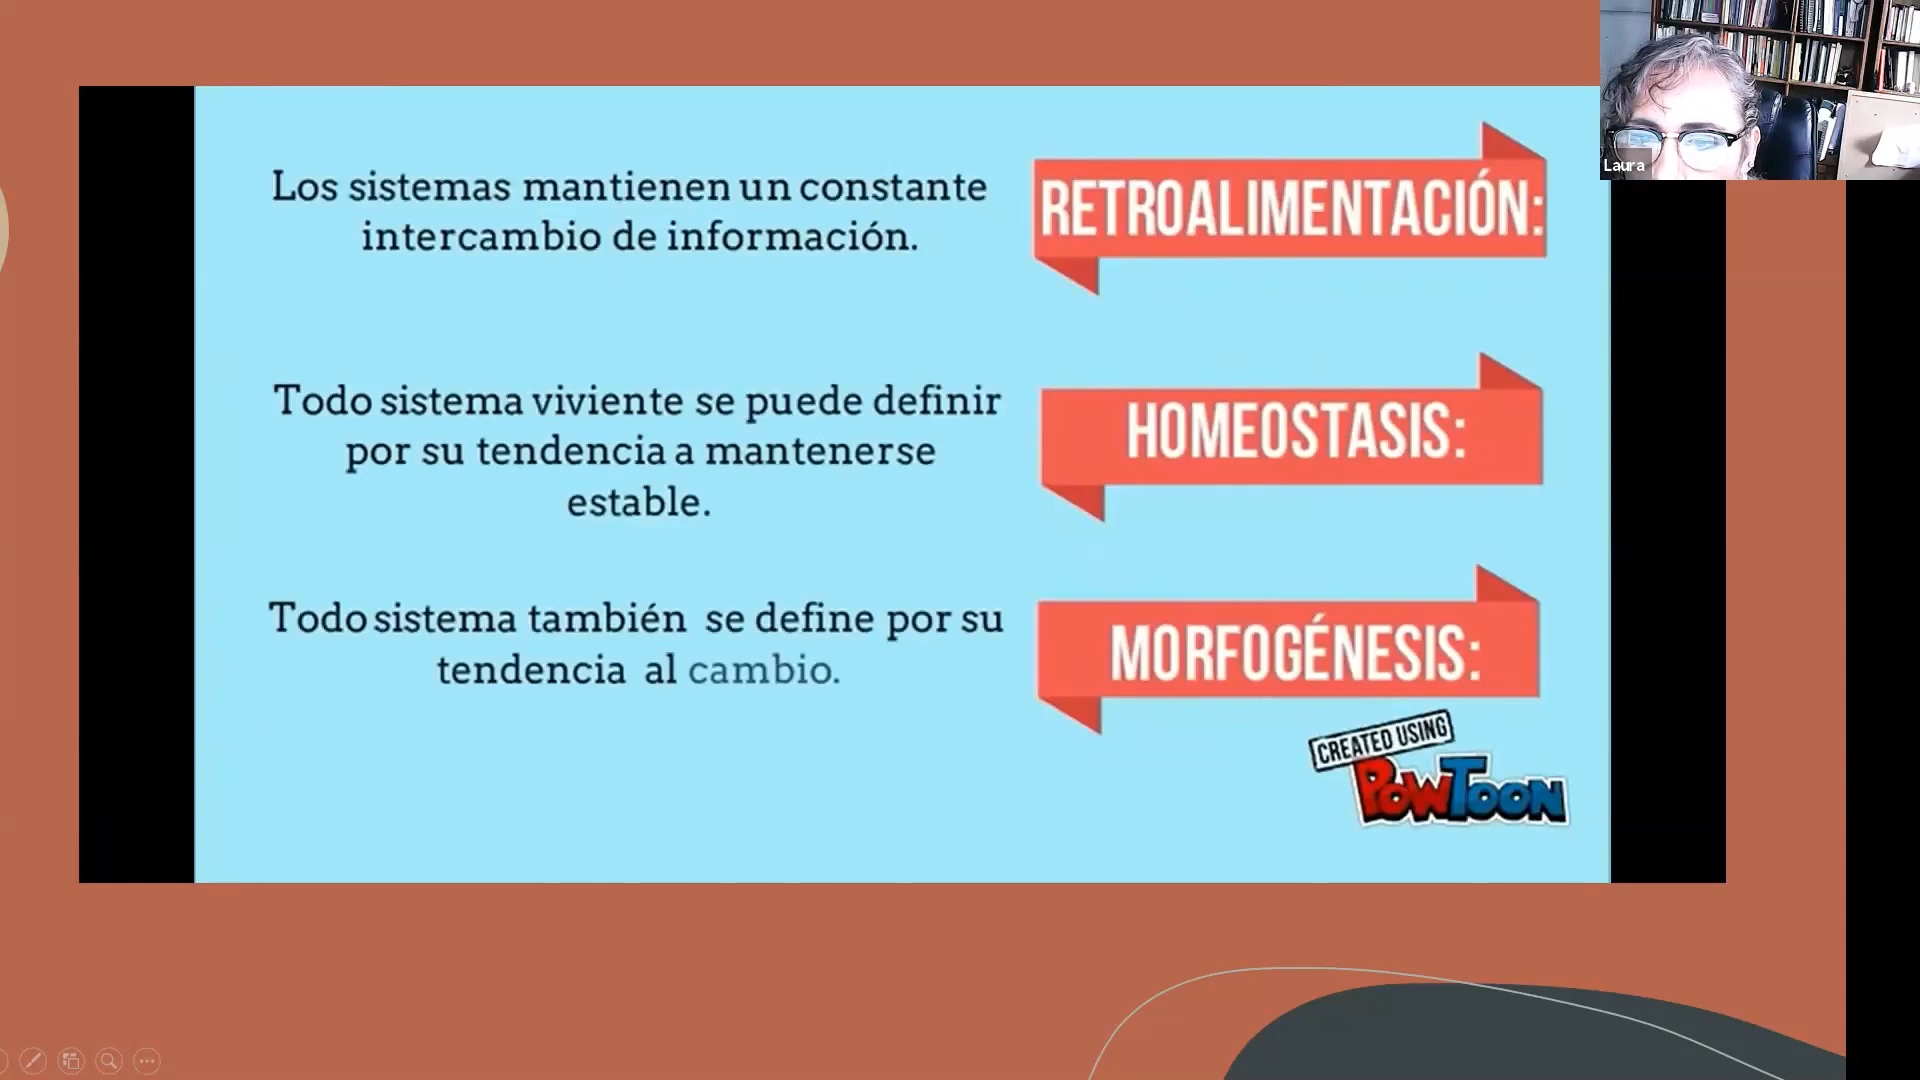 Laura
Los sistemas mantienen un constante
intercambio de información.
RETROALIMENTACIÓN:
Todo sistema viviente se puede definir
por su tendencia a mantenerse
estable.
HOMEOSTASIS:
Todo sistema también se define por su
tendencia al cambio.
MORFOGÉNESIS:
CREATED USING
POWTOON